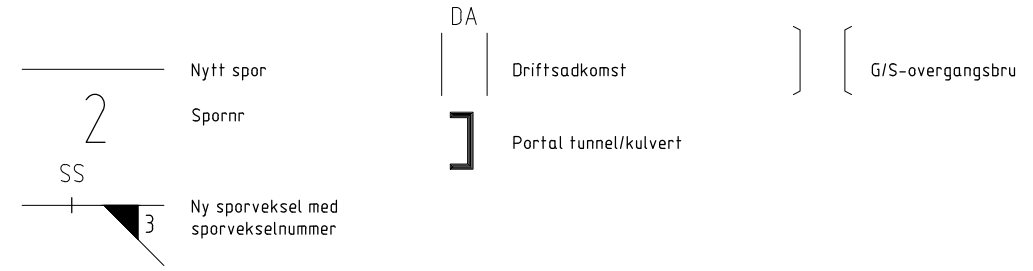 DA
Nytt spor
Driftsadkomst
G/S-overgangsbru
2
Spornr
Portal tunnel/kulvert
SS
3
Ny sporveksel med
sporvekselnummer